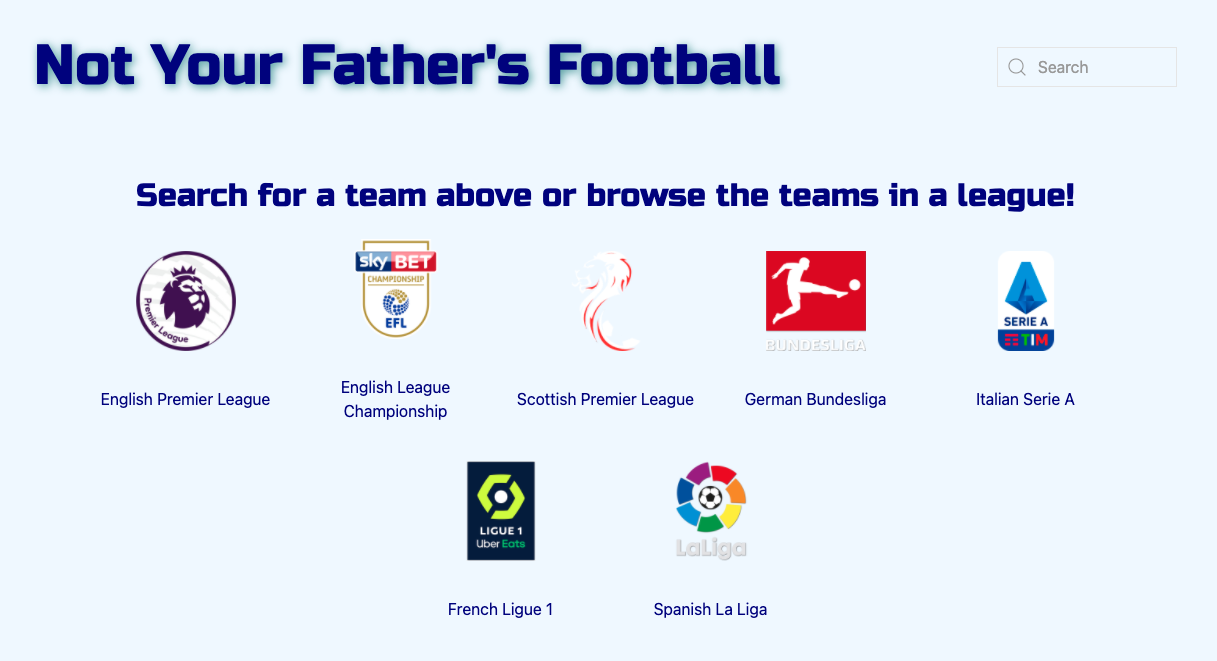 Not Your Father's Football
Search
Search for a team above or browse the teams in a league!
Premier League
sky BET
CHAMPIONSHIP
EFL
BUNDESLIGA
SERIE A
TIM
English Premier League
English League
Championship
Scottish Premier League
German Bundesliga
Italian Serie A
LIGUE 1
Uber Eats
LaLiga
French Ligue 1
Spanish La Liga